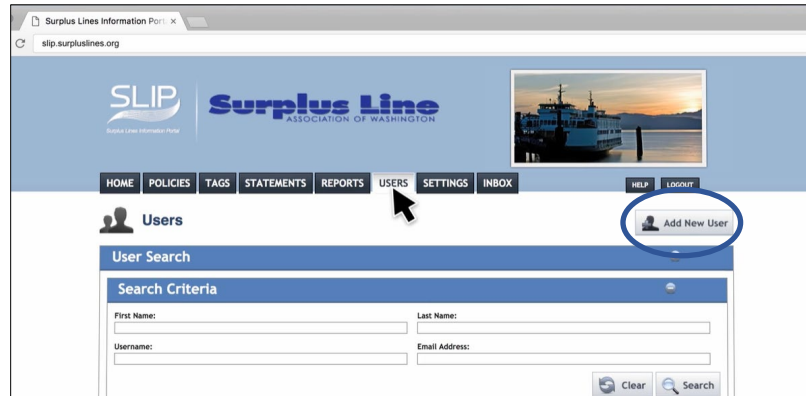 Surplus Lines Information Port ×
slip.surpluslines.org
SLIP
Surplus Lines Information Portal
Surplus Line
ASSOCIATION OF WASHINGTON
HOME POLICIES TAGS STATEMENTS REPORTS USERS SETTINGS INBOX HELP LOGOUT
Users
Add New User
User Search
Search Criteria
First Name: Last Name:
Username: Email Address:
Clear Search